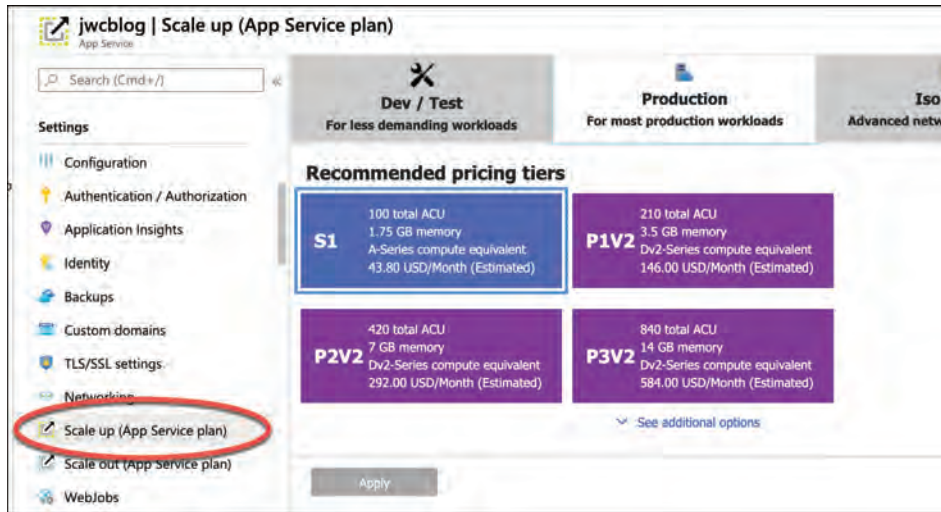 jwcblog | Scale up (App Service plan)
App Service
Search (Cmd+/)
«
Settings
Configuration
Authentication / Authorization
Application Insights
Identity
Backups
Custom domains
TLS/SSL settings
Networking
Scale up (App Service plan)
Scale out (App Service plan)
WebJobs
Dev / Test
For less demanding workloads
Production
For most production workloads
Iso
Advanced netw
Recommended pricing tiers
S1
100 total ACU
1.75 GB memory
A-Series compute equivalent
43.80 USD/Month (Estimated)
P1V2
210 total ACU
3.5 GB memory
Dv2-Series compute equivalent
146.00 USD/Month (Estimated)
P2V2
420 total ACU
7 GB memory
Dv2-Series compute equivalent
292.00 USD/Month (Estimated)
P3V2
840 total ACU
14 GB memory
Dv2-Series compute equivalent
584.00 USD/Month (Estimated)
See additional options
Apply